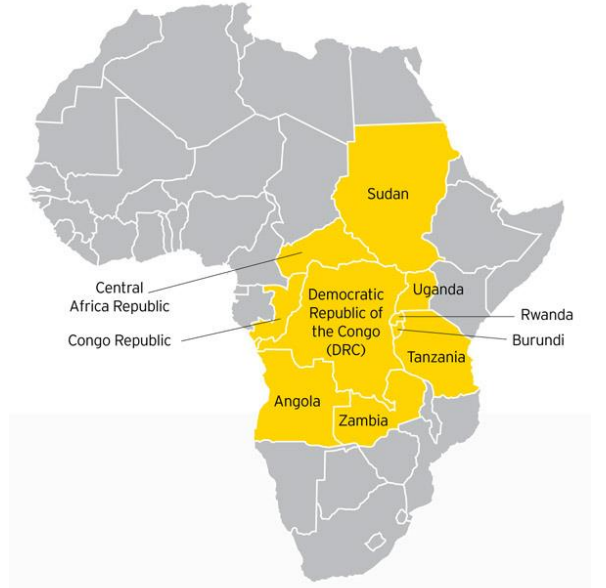 Sudan
Central
Africa Republic
Democratic
Republic of
the Congo
(DRC)
Uganda
Rwanda
Congo Republic
Burundi
Tanzania
Angola
Zambia